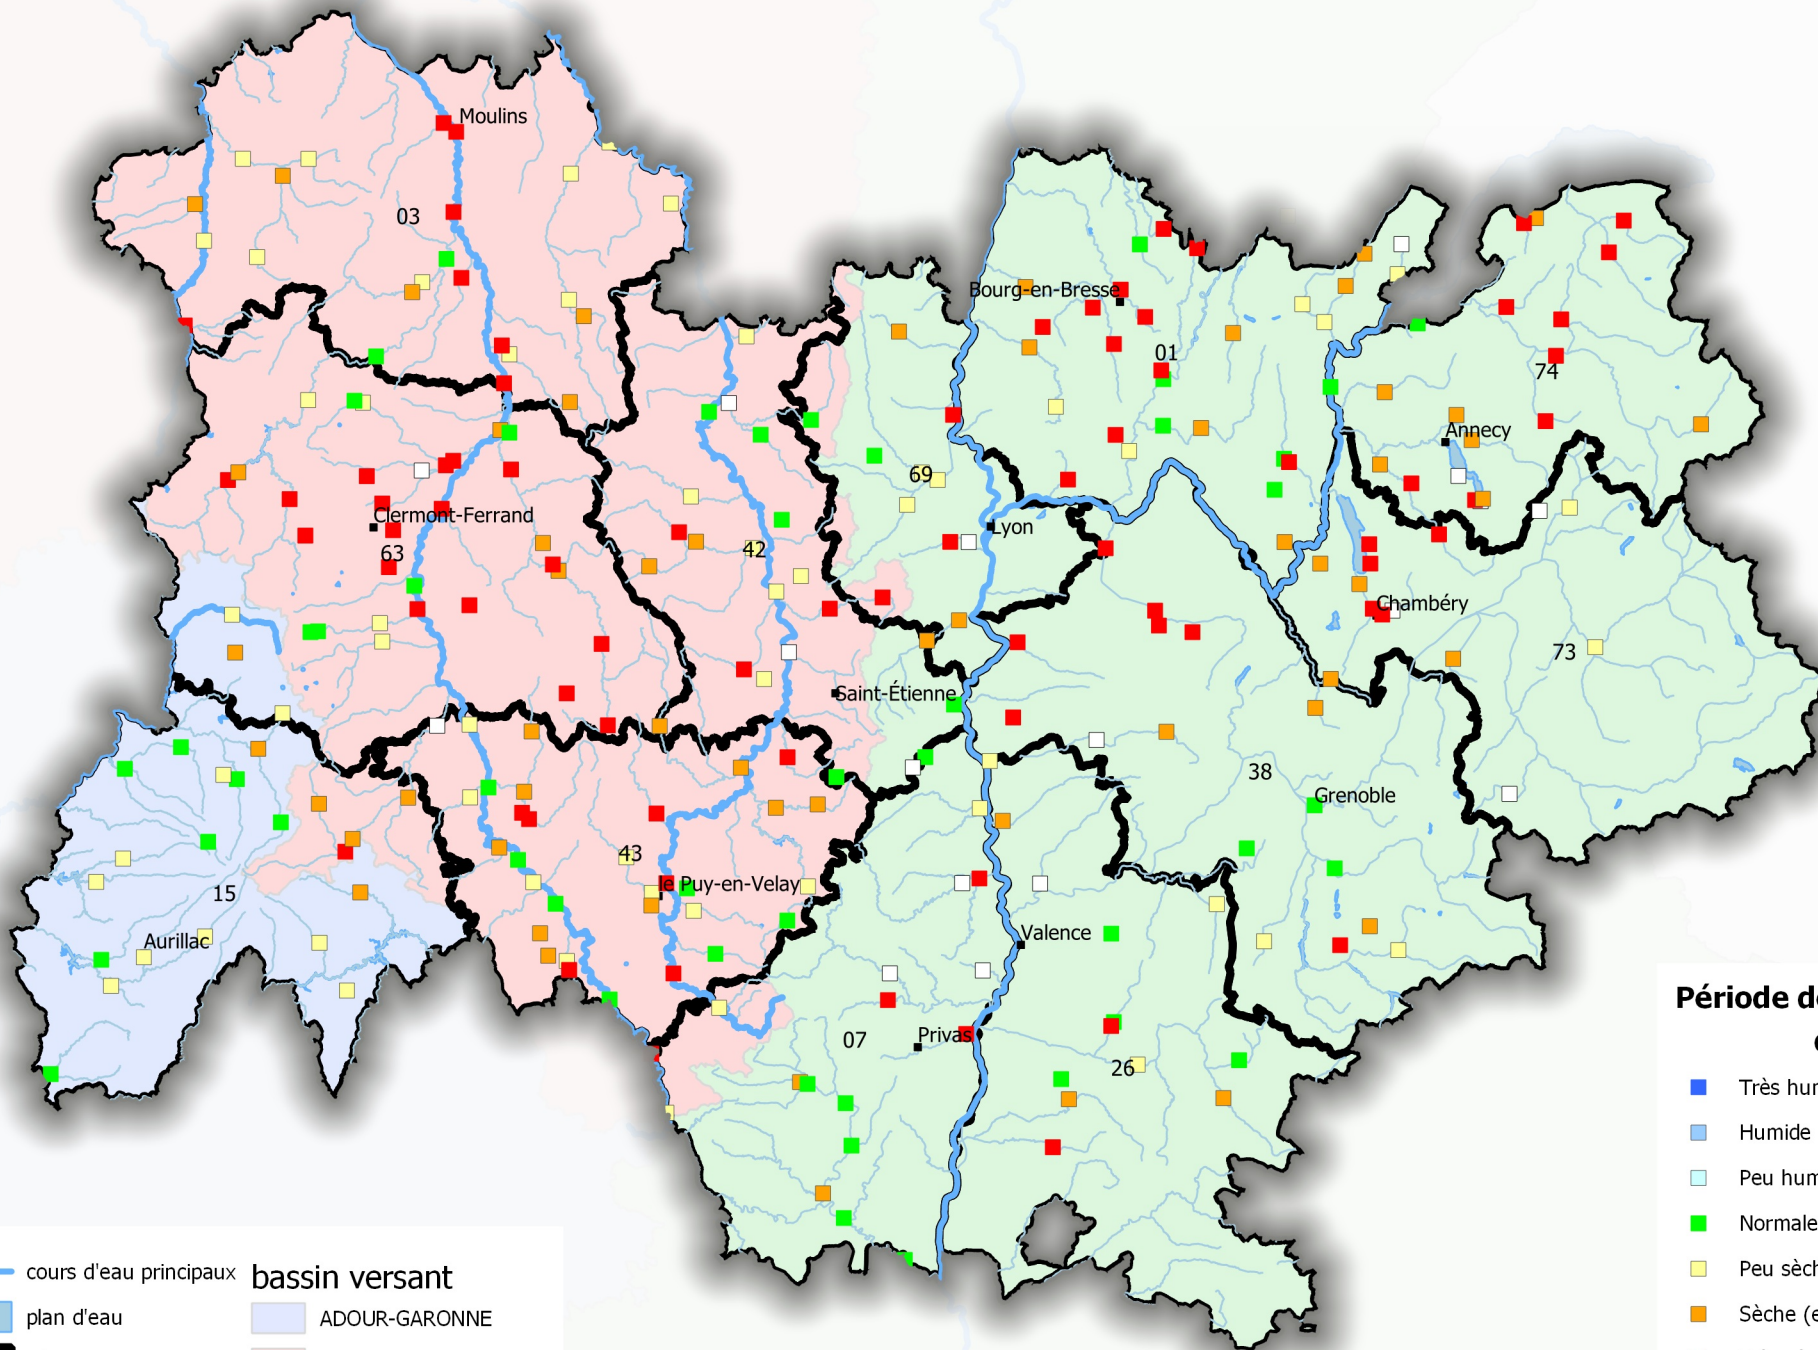 Moulins
03
Bourg-en-Bresse
01
74
Annecy
69
Clermont-Ferrand
63
42
Lyon
Chambéry
73
Saint-Étienne
38
Grenoble
43
le Puy-en-Velay
15
Aurillac
Valence
07
Privas
26
Période d
Très hu
Humide
Peu hu
Normale
Peu sèch
Sèche (e
cours d'eau principaux
plan d'eau
bassin versant
ADOUR-GARONNE